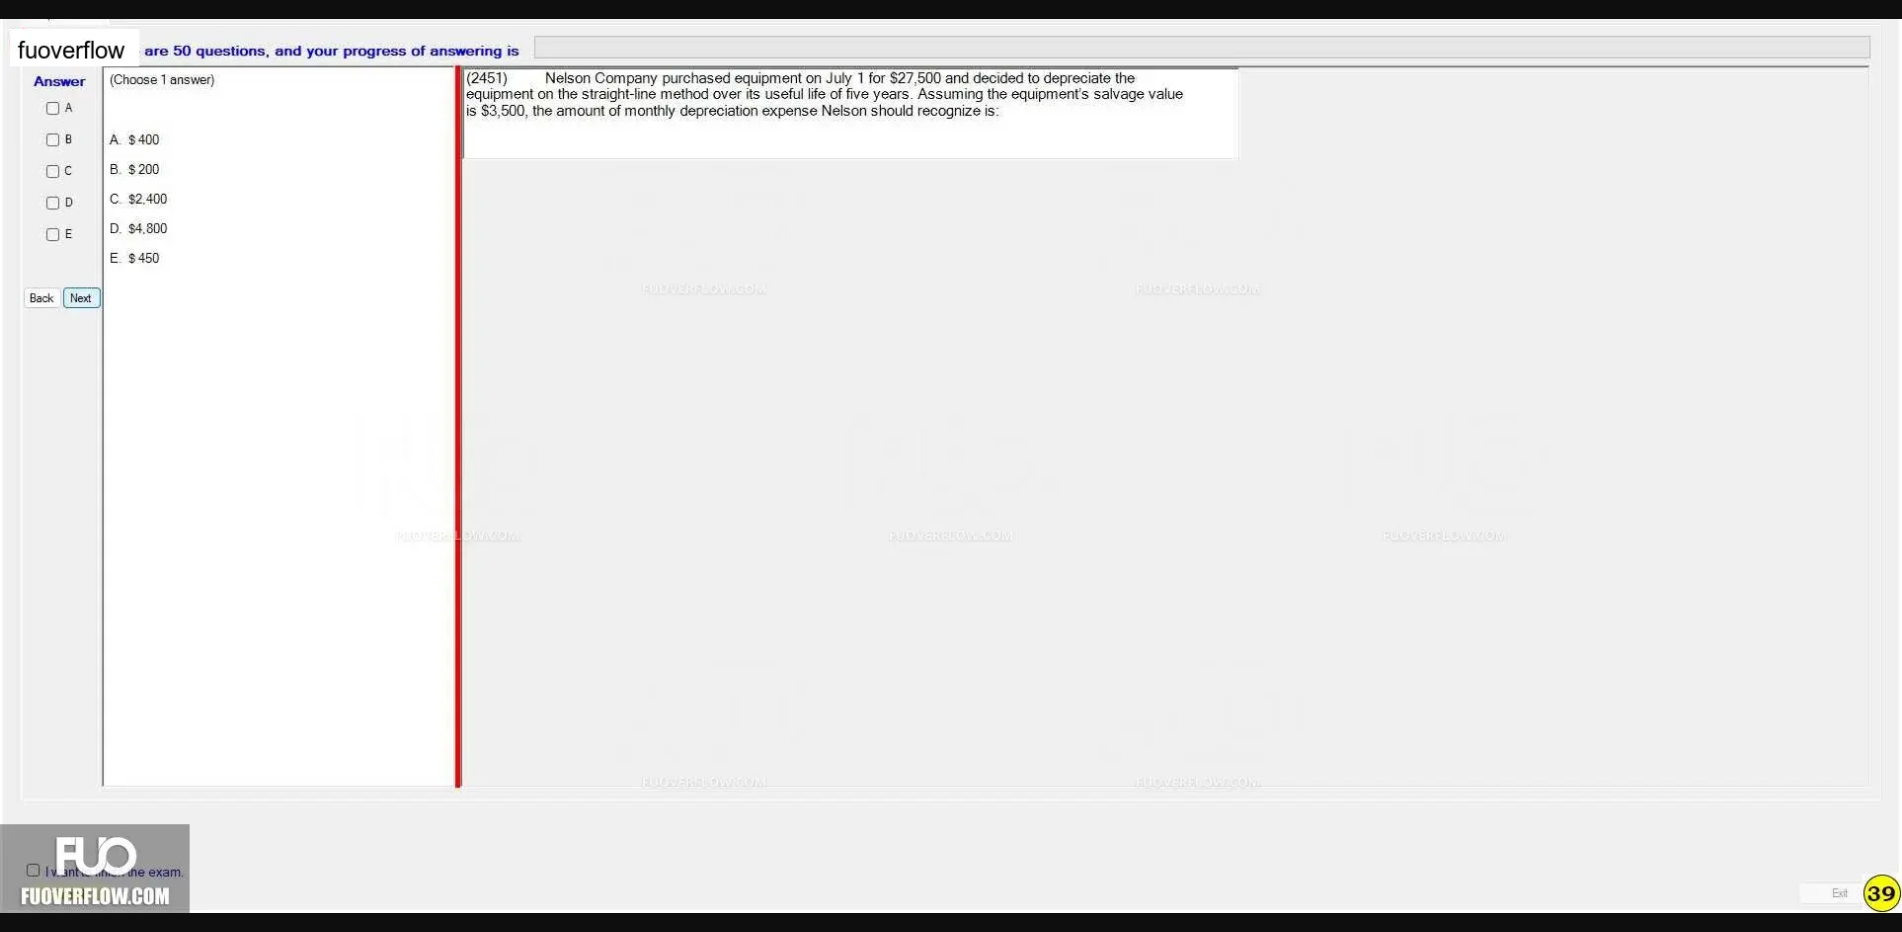 fuoverflow are 50 questions, and your progress of answering is
Answer
(Choose 1 answer)
(2451) Nelson Company purchased equipment on July 1 for $27,500 and decided to depreciate the
equipment on the straight-line method over its useful life of five years. Assuming the equipment's salvage value
is $3,500, the amount of monthly depreciation expense Nelson should recognize is:
A
B
C
D
E
A. $ 400
B. $ 200
C. $2,400
D. $4,800
E. $ 450
Back Next
FUOVERFLOW.COM FUOVERFLOW.COM
FUOVERFLOW.COM FUOVERFLOW.COM FUOVERFLOW.COM
FUOVERFLOW.COM FUOVERFLOW.COM
FUO
I want to finish the exam.
FUOVERFLOW.COM
Exit 39